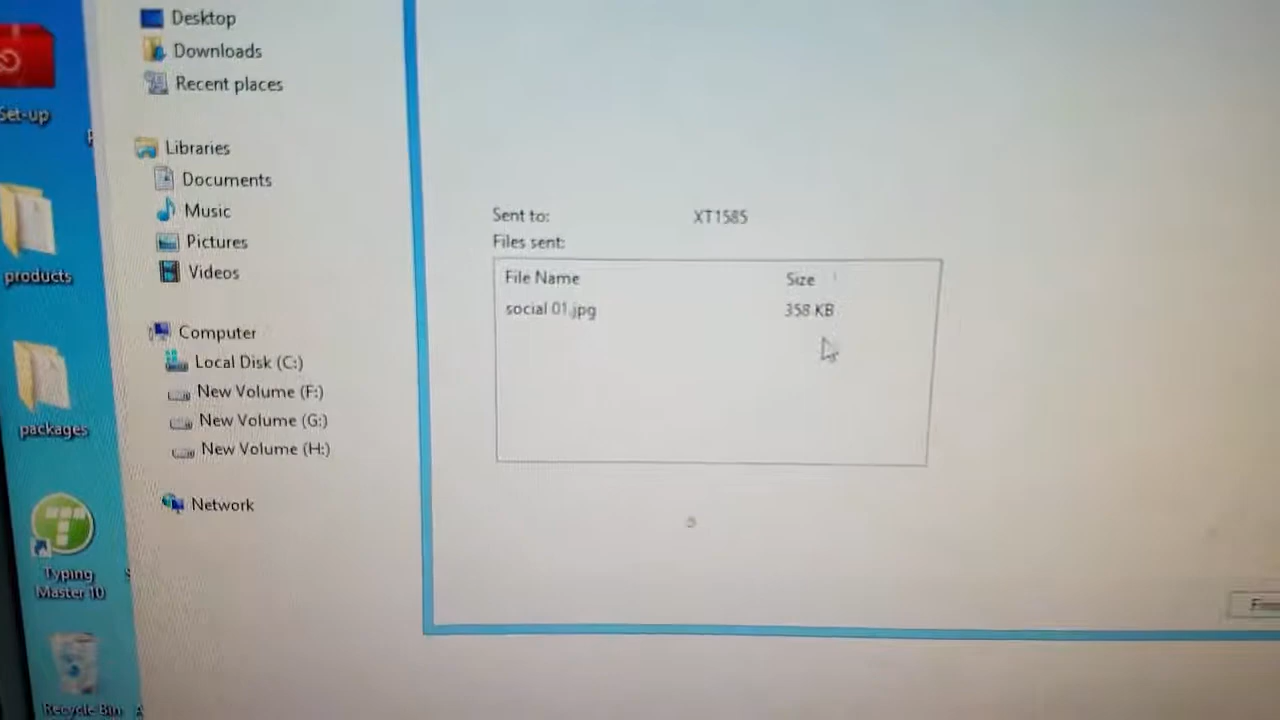 Desktop
Downloads
Recent places
Libraries
Documents
Music
Pictures
Videos
Computer
Local Disk (C:)
New Volume (F:)
New Volume (G:)
New Volume (H:)
Network
Set-up
products
packages
Typing
Master 10
Recycle Bin
Sent to: XT1585
Files sent:
File Name Size
social 01.jpg 358 KB